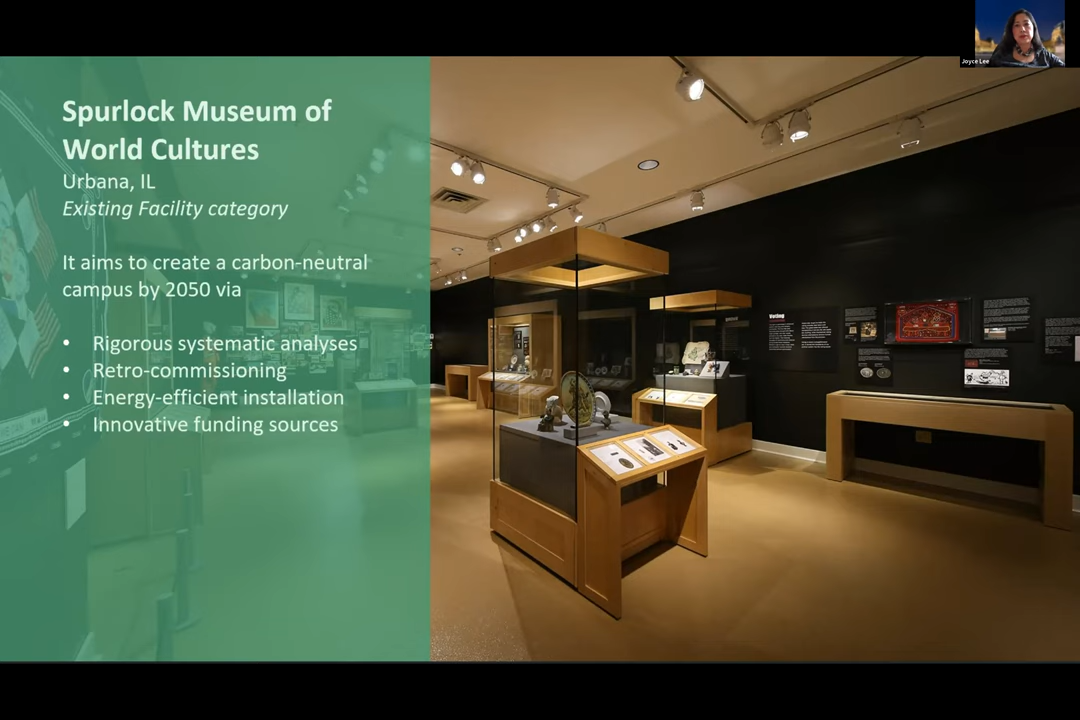 Joyce Lee
Spurlock Museum of
World Cultures
Urbana, IL
Existing Facility category
It aims to create a carbon-neutral
campus by 2050 via
• Rigorous systematic analyses
• Retro-commissioning
• Energy-efficient installation
• Innovative funding sources
Voting